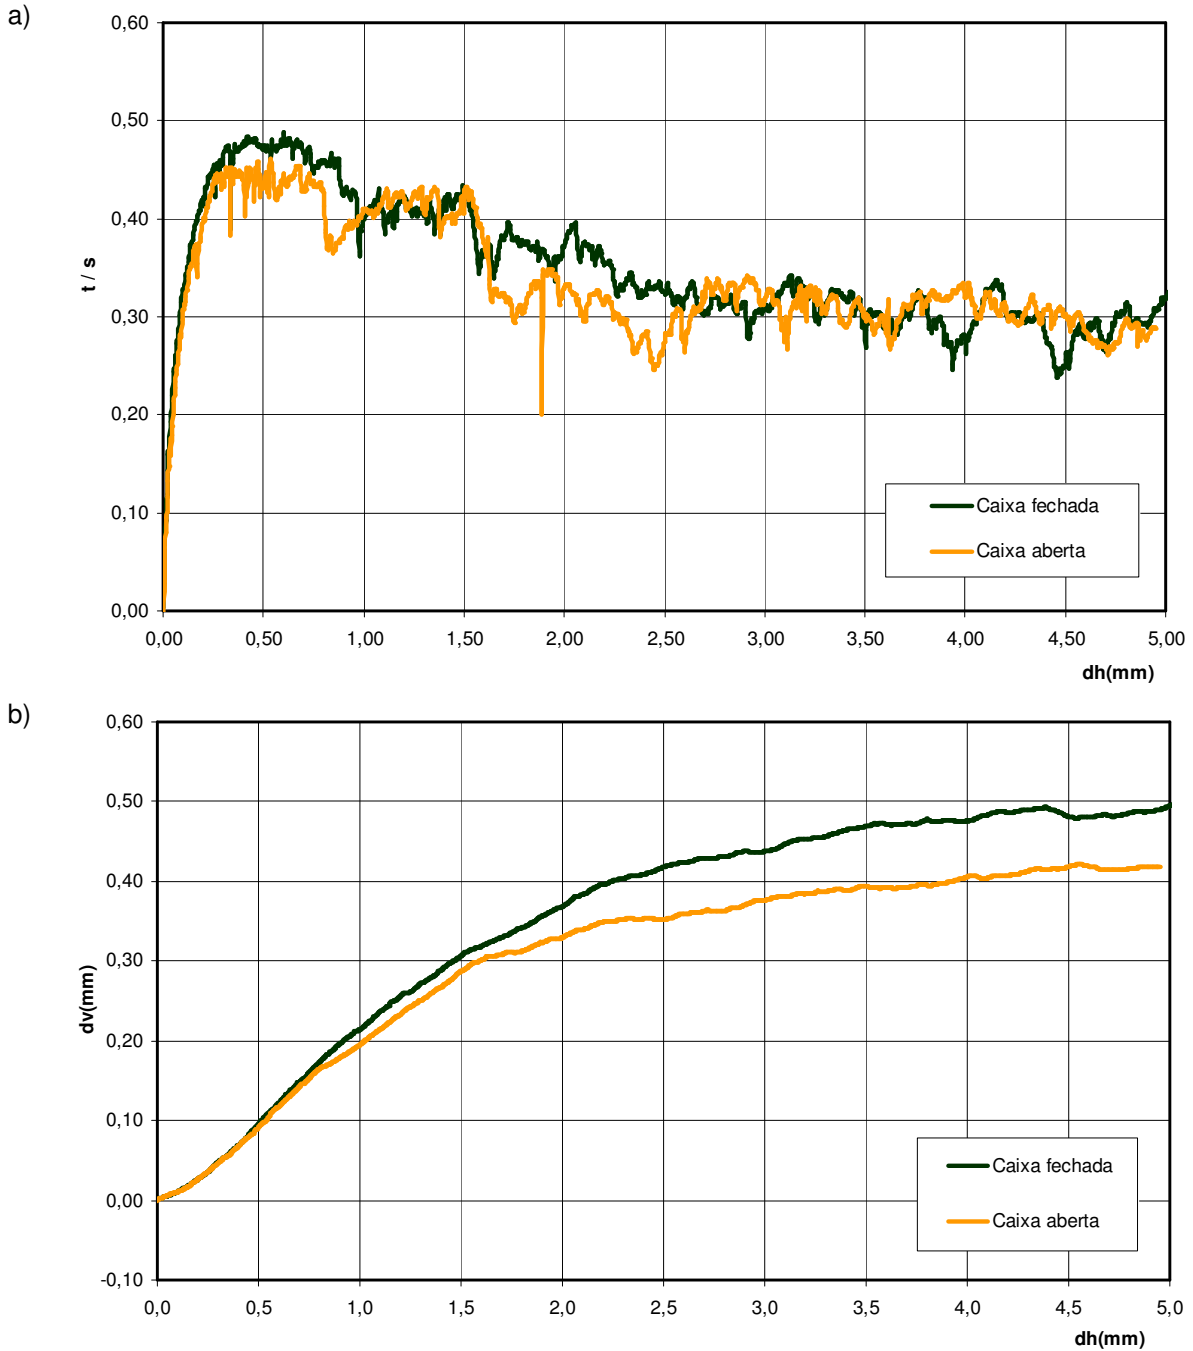 a)
0,60
0,50
0,40
0,30
0,20
0,10
0,00
t / s
0,00 0,50 1,00 1,50 2,00 2,50 3,00 3,50 4,00 4,50 5,00
dh(mm)
Caixa fechada
Caixa aberta
b)
0,60
0,50
0,40
0,30
0,20
0,10
0,00
-0,10
dv(mm)
0,0 0,5 1,0 1,5 2,0 2,5 3,0 3,5 4,0 4,5 5,0
dh(mm)
Caixa fechada
Caixa aberta